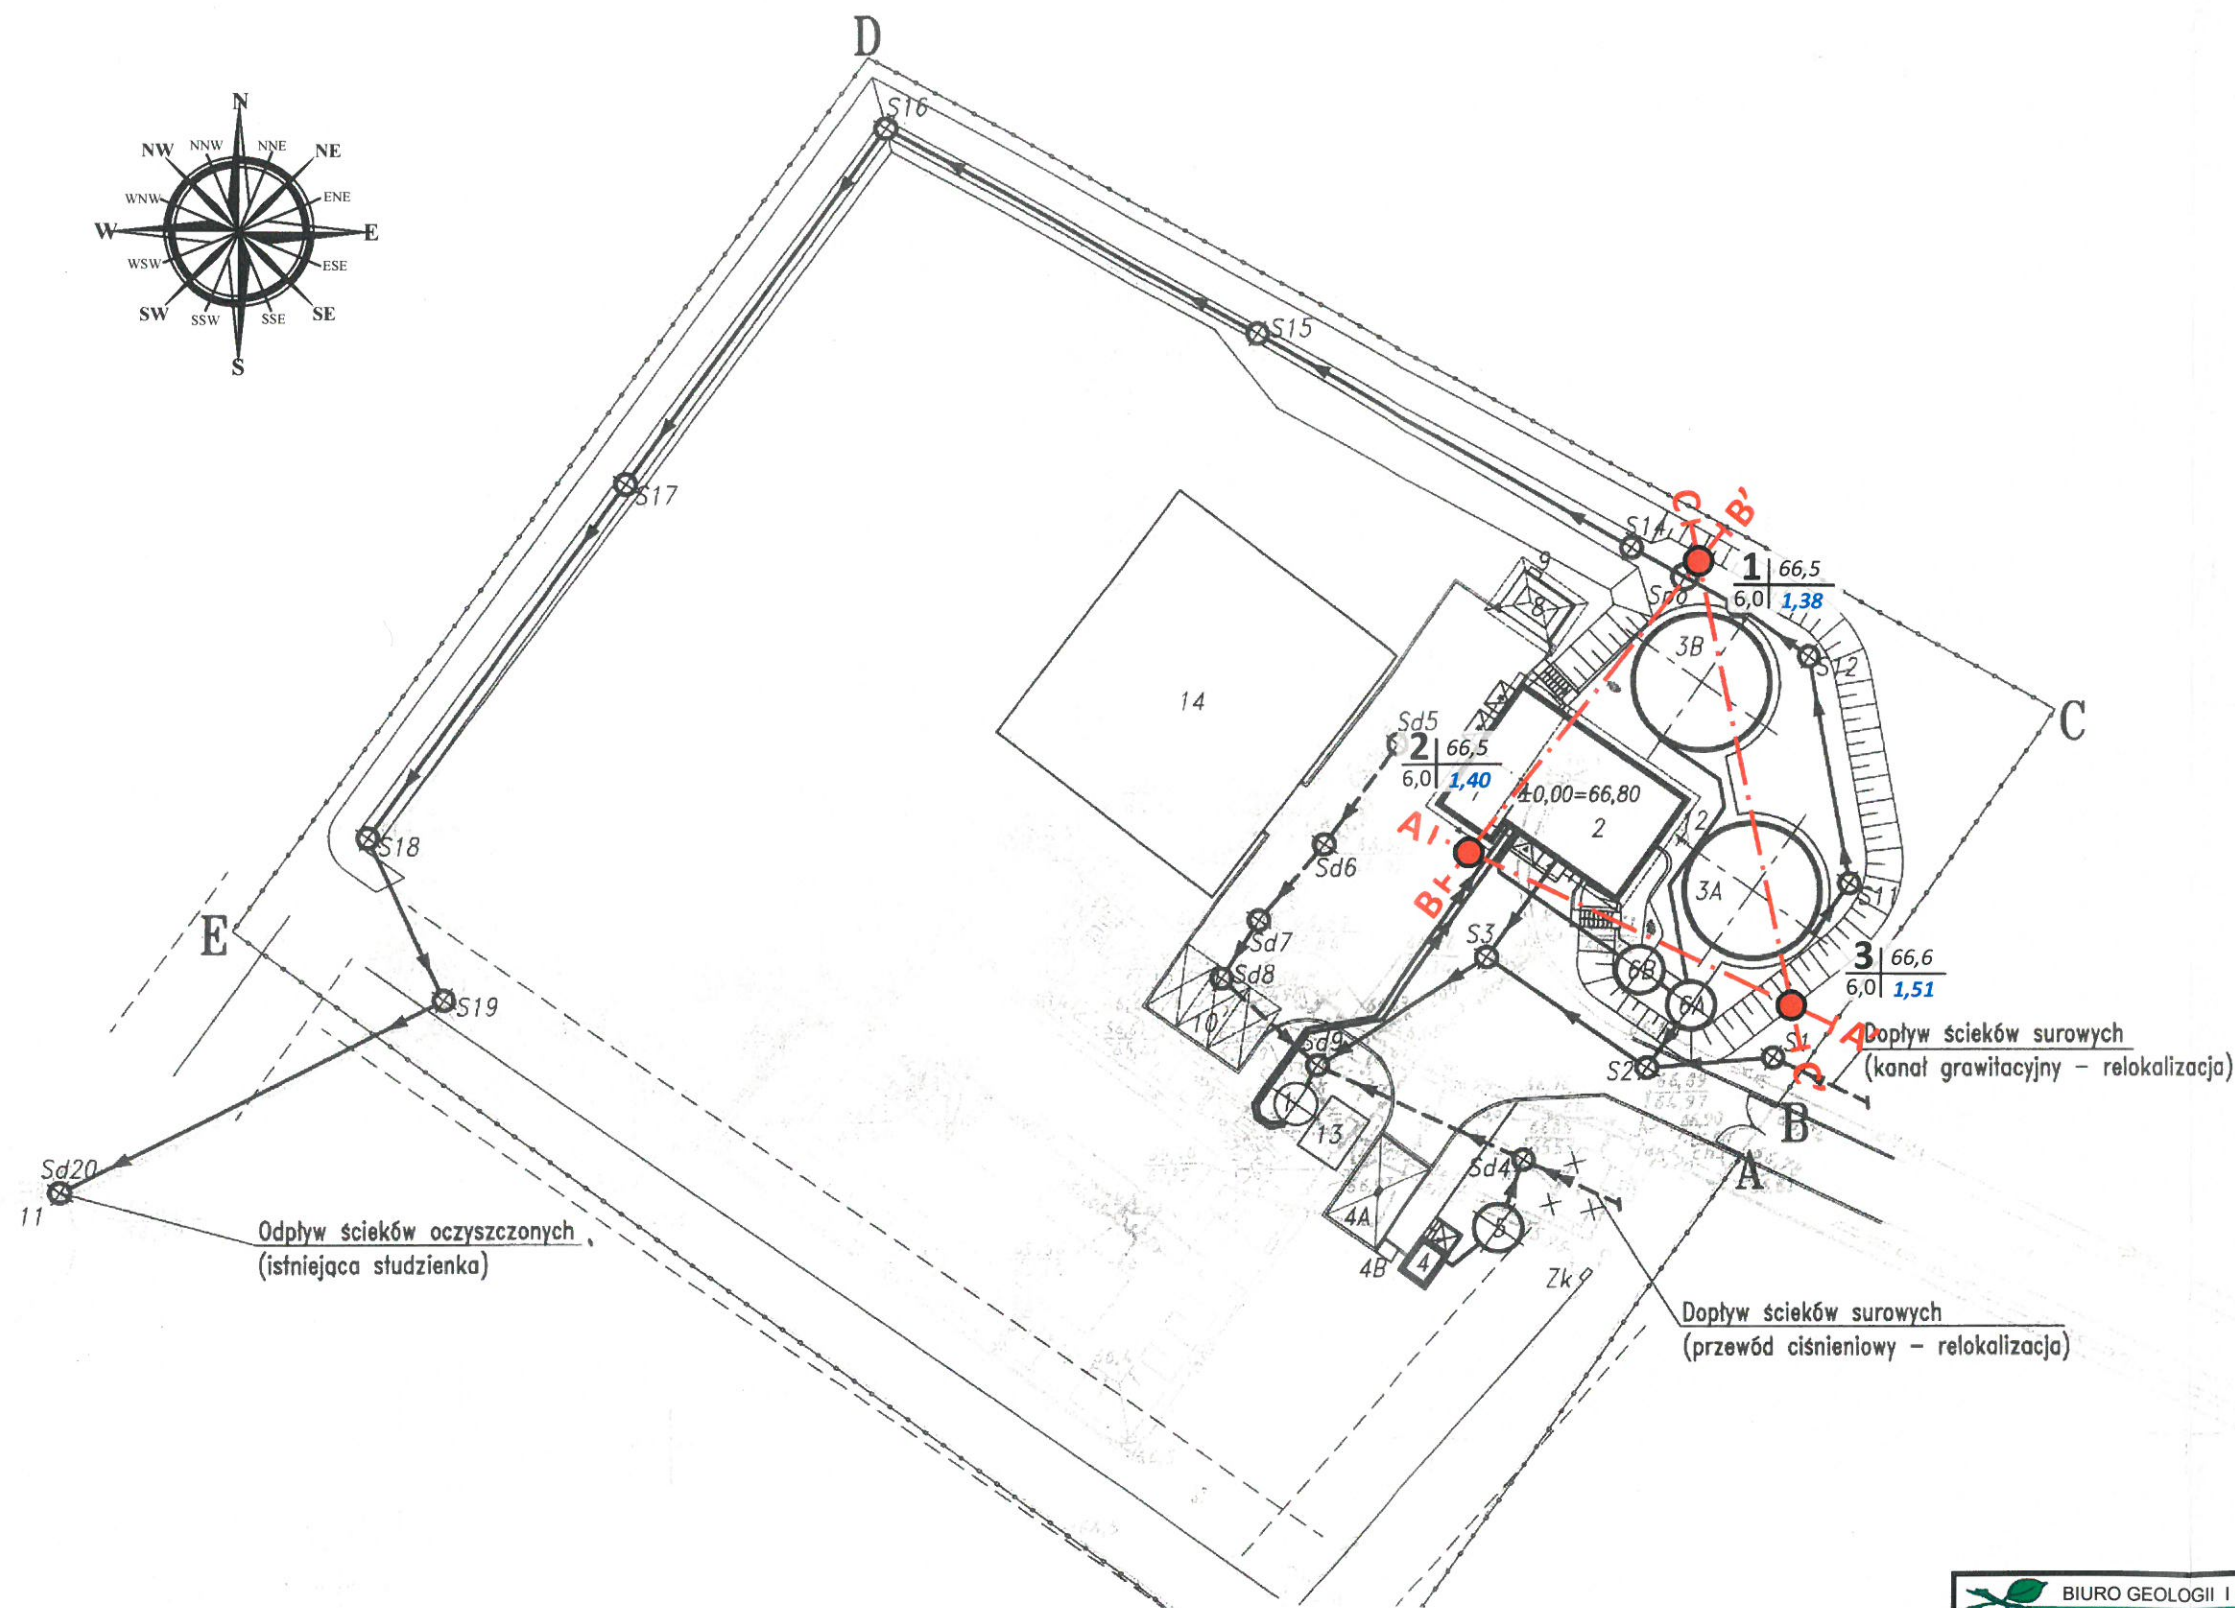 D
N
NNW
NNE
NW
NE
WNW
ENE
W
E
WSW
ESE
SW
SSW
SSE
SE
S
S16
S15
S17
S14
C
B'
9
8
Spo
1
66,5
6,0
1,38
3B
S12
14
C
Sd5
2
66,5
6,0
1,40
±0,00=66,80
2
A
Sd6
S18
3A
S11
B
E
Sd7
S3
3
66,6
6,0
1,51
Sd8
6B
6A
S19
10
A'
Sd9
S1
S2
C'
Dopływ ścieków surowych
(kanał grawitacyjny – relokalizacja)
1
13
B
Sd4
A
Sd20
11
4A
5
4B
4
Zk
Odpływ ścieków oczyszczonych
(istniejąca studzienka)
Dopływ ścieków surowych
(przewód ciśnieniowy – relokalizacja)
BIURO GEOLOGII I